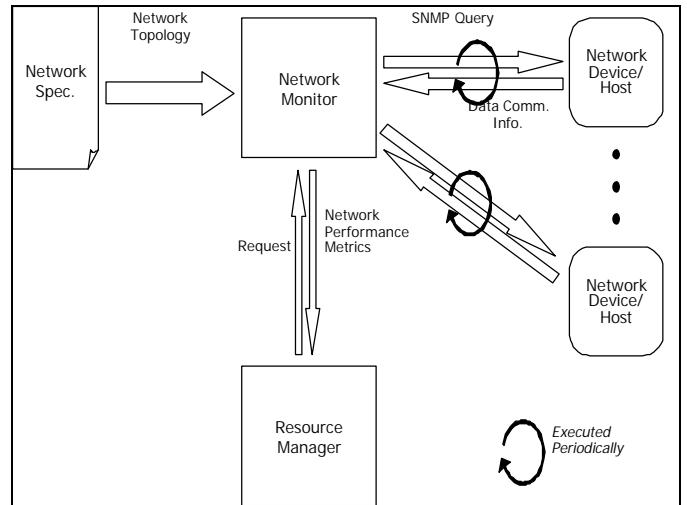 Network
Topology
SNMP Query
Network
Spec.
Network
Monitor
Network
Device/
Host
Data Comm.
Info.
Request
Network
Performance
Metrics
Network
Device/
Host
Resource
Manager
Executed
Periodically